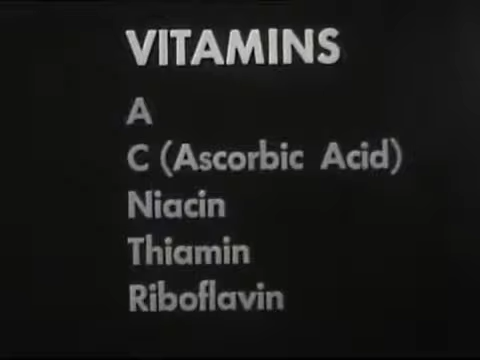 VITAMINS
A
C (Ascorbic Acid)
Niacin
Thiamin
Riboflavin